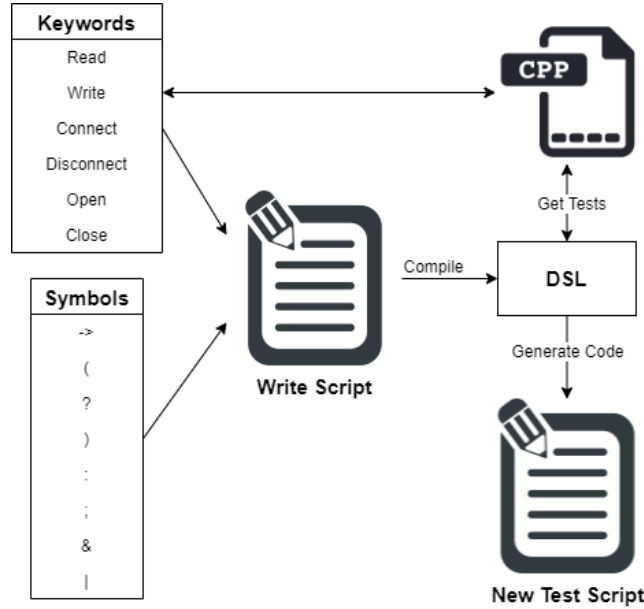 Keywords
Read
Write
Connect
Disconnect
Open
Close
Symbols
->
(
?
)
:
;
&
|
Write Script
Compile
CPP
Get Tests
DSL
Generate Code
New Test Script